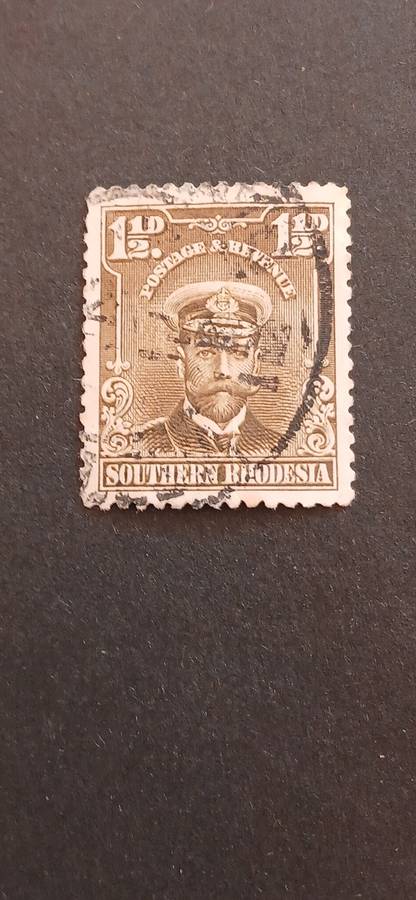 1½D. 1½D
POSTAGE & REVENUE
SOUTHERN RHODESIA